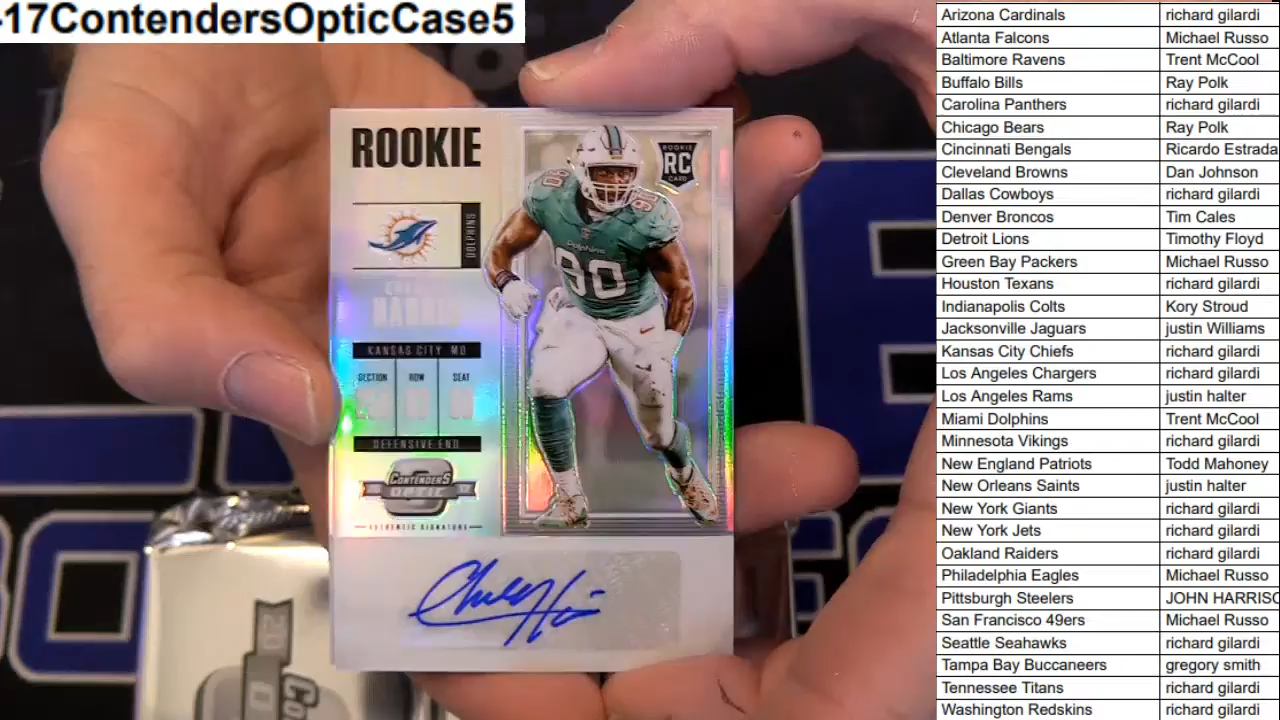 -17ContendersOpticCase5
ROOKIE
DOLPHINS
HARRIS
KANSAS CITY MO
SECTION ROW SEAT
DEFENSIVE END
CONTENDERS
OPTIC
AUTHENTIC SIGNATURE
ROOKIE
RC
CARD
90
90
Dolphins
90
Arizona Cardinals richard gilardi
Atlanta Falcons Michael Russo
Baltimore Ravens Trent McCool
Buffalo Bills Ray Polk
Carolina Panthers richard gilardi
Chicago Bears Ray Polk
Cincinnati Bengals Ricardo Estrada
Cleveland Browns Dan Johnson
Dallas Cowboys richard gilardi
Denver Broncos Tim Cales
Detroit Lions Timothy Floyd
Green Bay Packers Michael Russo
Houston Texans richard gilardi
Indianapolis Colts Kory Stroud
Jacksonville Jaguars justin Williams
Kansas City Chiefs richard gilardi
Los Angeles Chargers richard gilardi
Los Angeles Rams justin halter
Miami Dolphins Trent McCool
Minnesota Vikings richard gilardi
New England Patriots Todd Mahoney
New Orleans Saints justin halter
New York Giants richard gilardi
New York Jets richard gilardi
Oakland Raiders richard gilardi
Philadelphia Eagles Michael Russo
Pittsburgh Steelers JOHN HARRISO
San Francisco 49ers Michael Russo
Seattle Seahawks richard gilardi
Tampa Bay Buccaneers gregory smith
Tennessee Titans richard gilardi
Washington Redskins richard gilardi